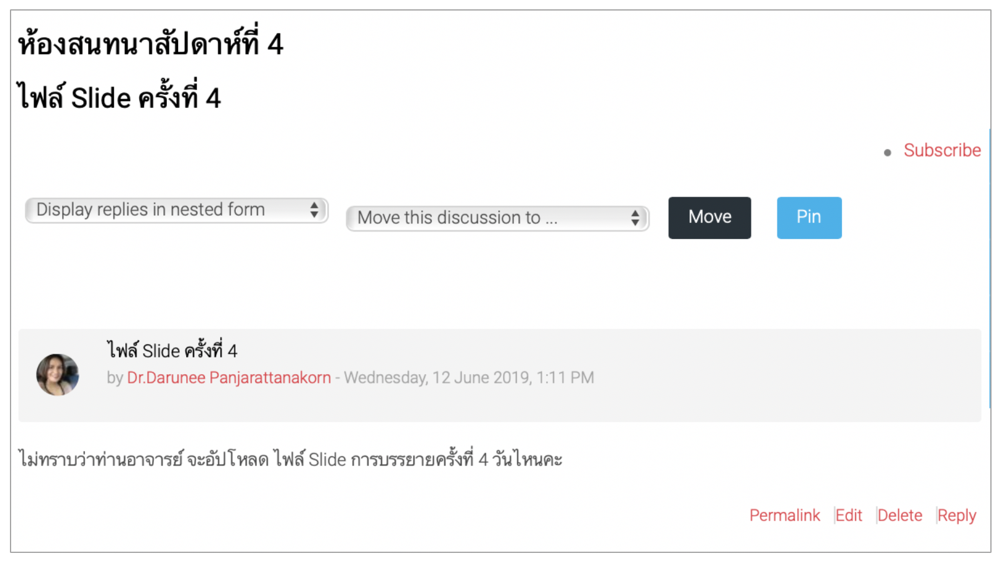 ห้องสนทนาสัปดาห์ที่ 4
ไฟล์ Slide ครั้งที่ 4
Subscribe
Display replies in nested form
Move this discussion to ...
Move
Pin
ไฟล์ Slide ครั้งที่ 4
by Dr.Darunee Panjarattanakorn - Wednesday, 12 June 2019, 1:11 PM
ไม่ทราบว่าท่านอาจารย์ จะอัปโหลด ไฟล์ Slide การบรรยายครั้งที่ 4 วันไหนคะ
Permalink | Edit | Delete | Reply